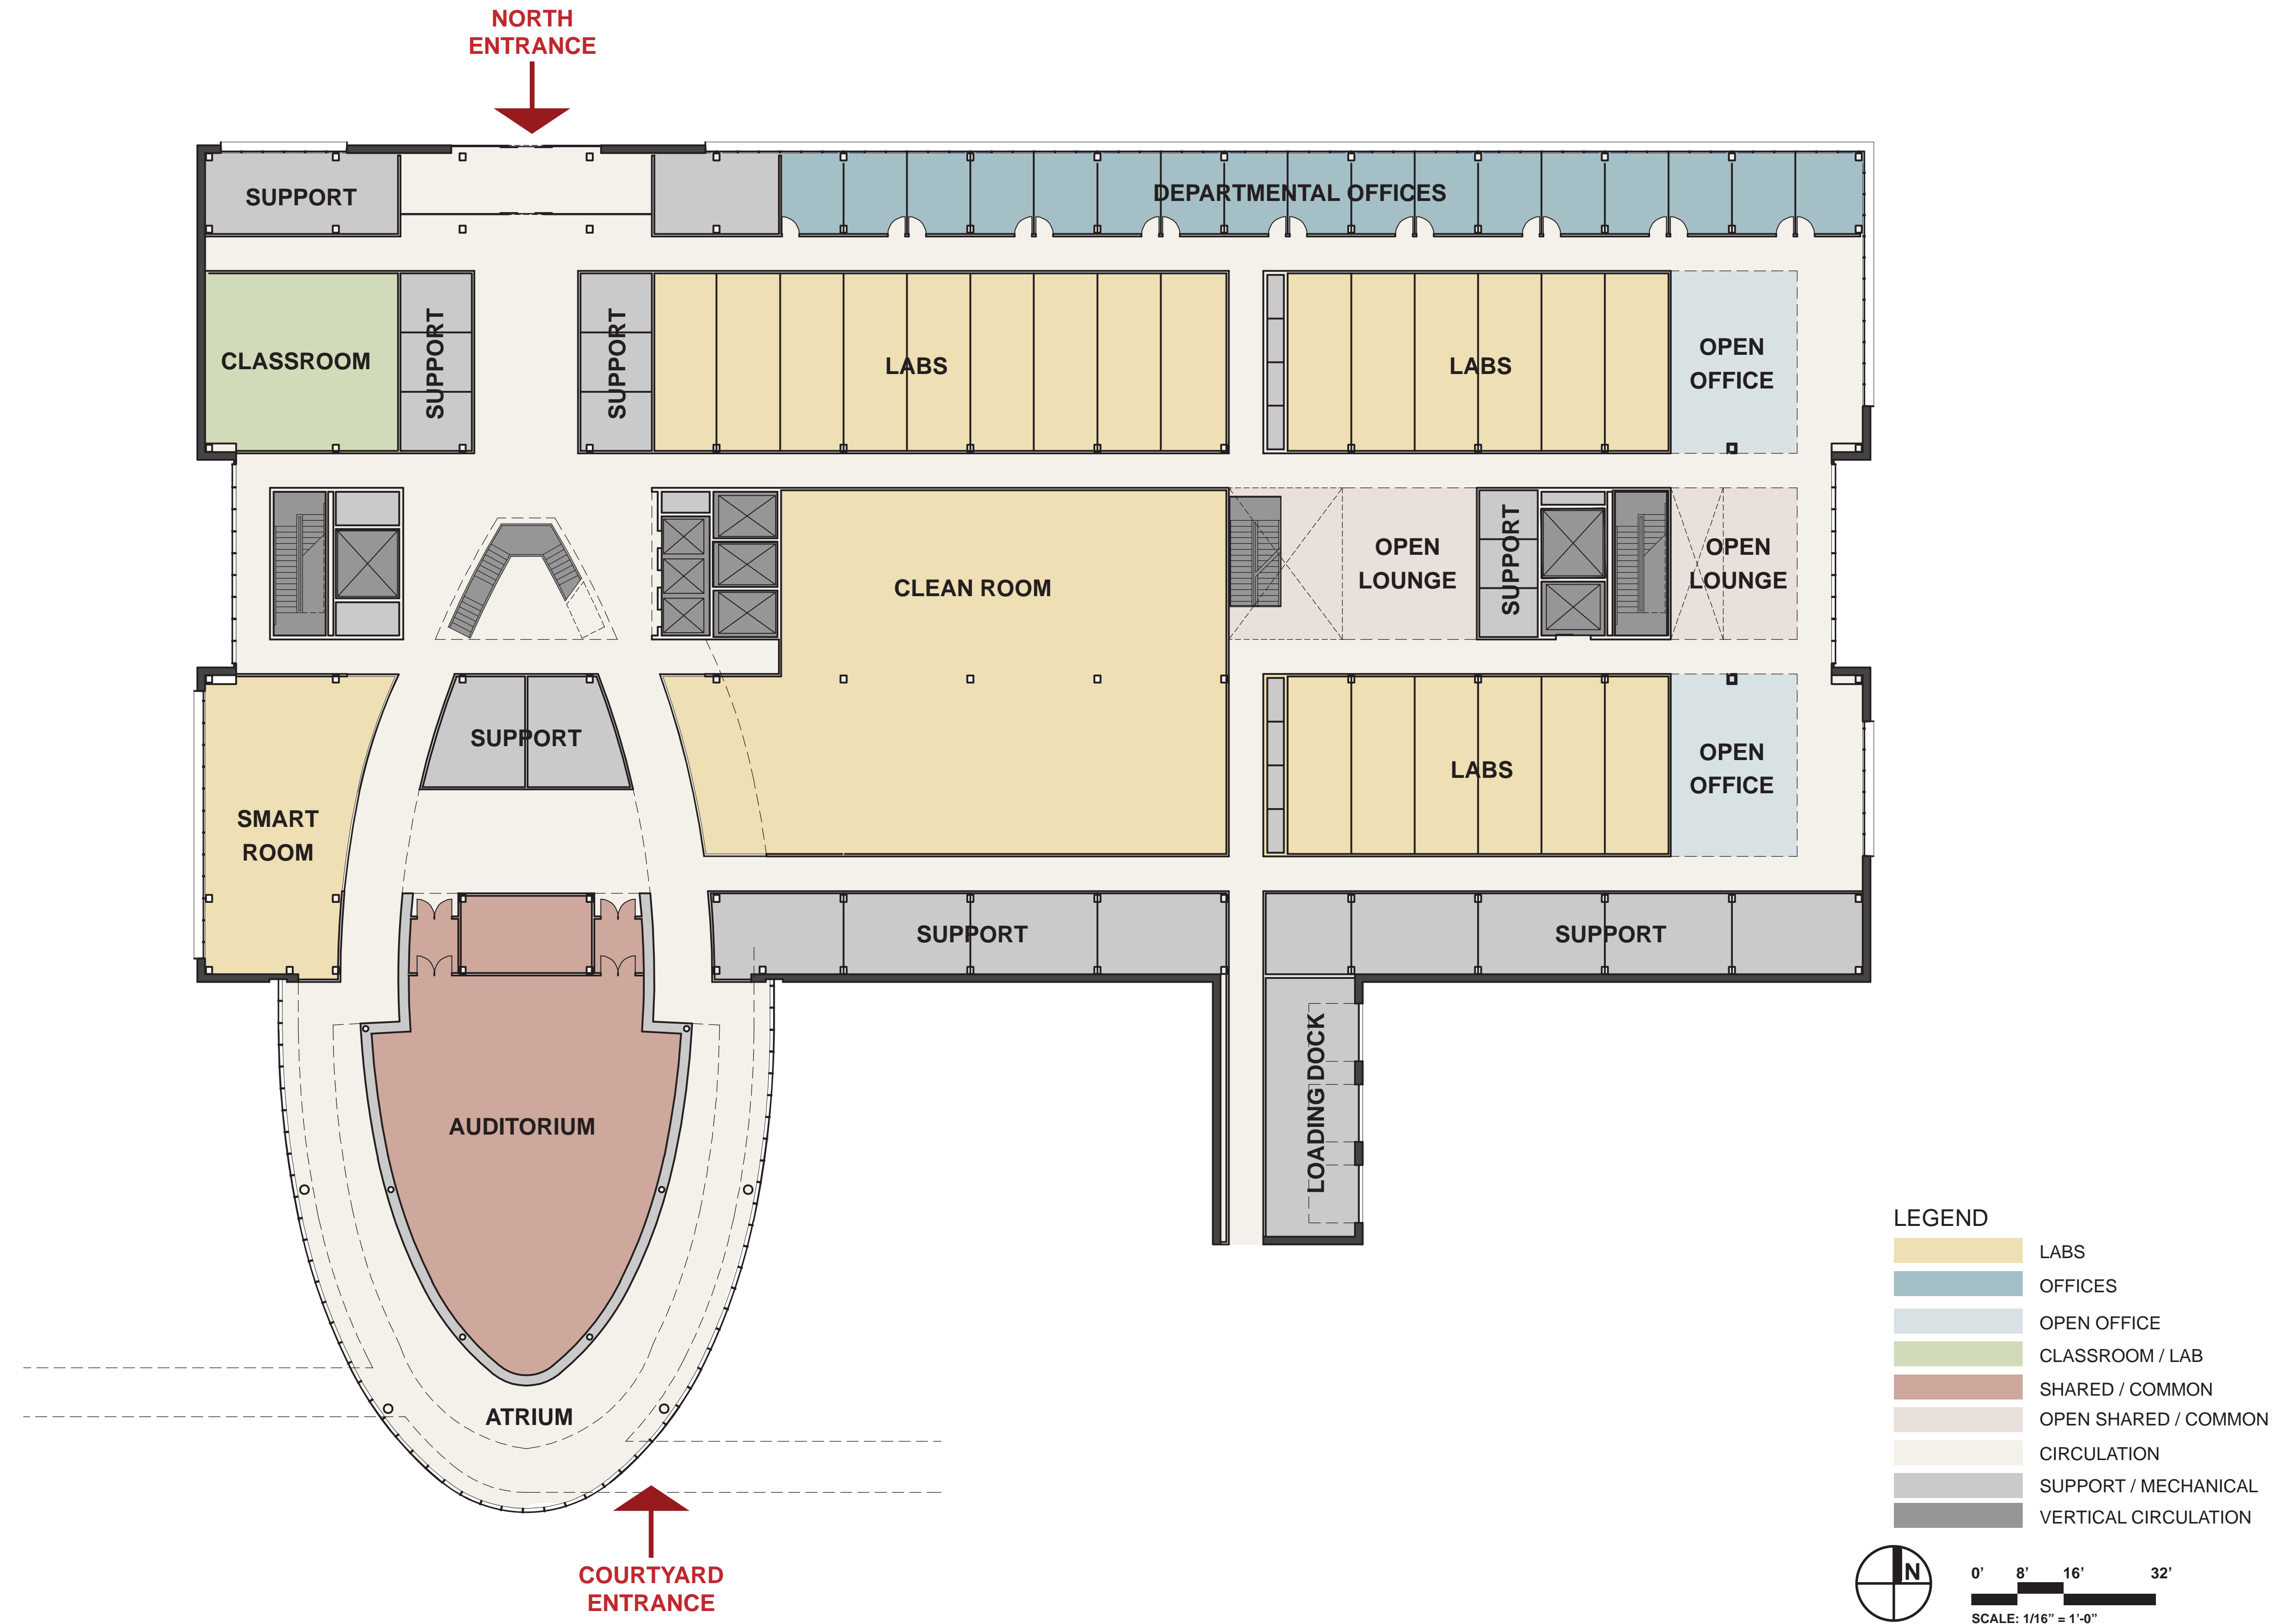 NORTH
ENTRANCE
SUPPORT
DEPARTMENTAL OFFICES
CLASSROOM
SUPPORT
SUPPORT
LABS
LABS
OPEN
OFFICE
CLEAN ROOM
OPEN
LOUNGE
SUPPORT
OPEN
LOUNGE
SUPPORT
SMART
ROOM
LABS
OPEN
OFFICE
SUPPORT
SUPPORT
LOADING DOCK
AUDITORIUM
ATRIUM
COURTYARD
ENTRANCE
LEGEND
LABS
OFFICES
OPEN OFFICE
CLASSROOM / LAB
SHARED / COMMON
OPEN SHARED / COMMON
CIRCULATION
SUPPORT / MECHANICAL
VERTICAL CIRCULATION
N
0' 8' 16' 32'
SCALE: 1/16" = 1'-0"